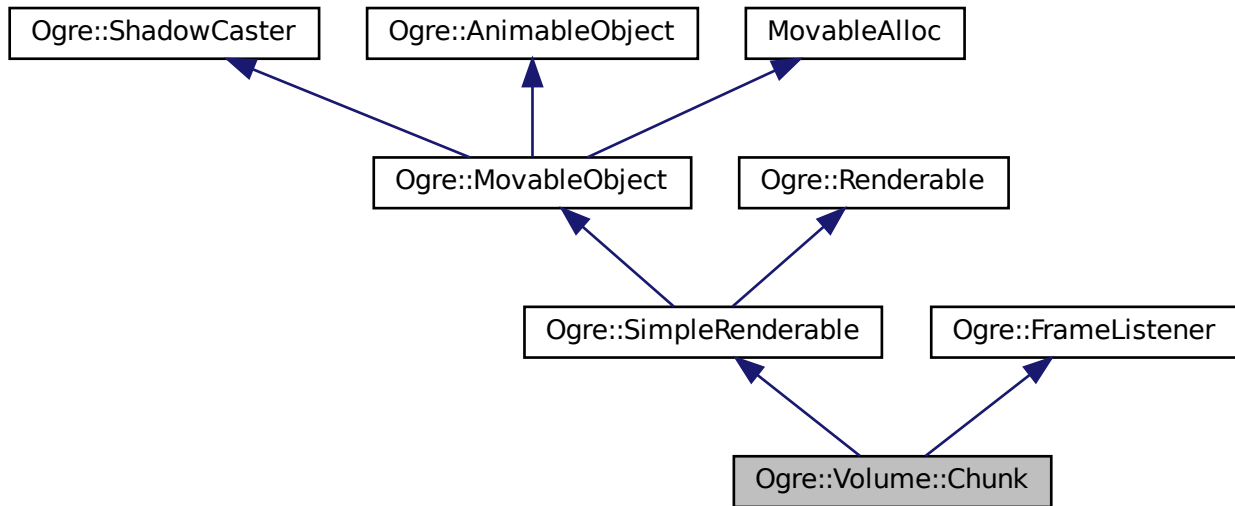 Ogre::ShadowCaster
Ogre::AnimableObject
MovableAlloc
Ogre::MovableObject
Ogre::Renderable
Ogre::SimpleRenderable
Ogre::FrameListener
Ogre::Volume::Chunk